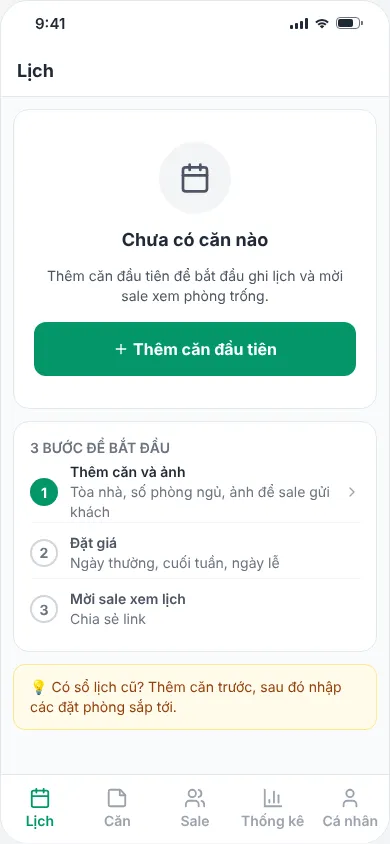 9:41
Lịch
Chưa có căn nào
Thêm căn đầu tiên để bắt đầu ghi lịch và mời
sale xem phòng trống.
+ Thêm căn đầu tiên
3 BƯỚC ĐỂ BẮT ĐẦU
1
Thêm căn và ảnh
Tòa nhà, số phòng ngủ, ảnh để sale gửi
khách
2
Đặt giá
Ngày thường, cuối tuần, ngày lễ
3
Mời sale xem lịch
Chia sẻ link
💡 Có sổ lịch cũ? Thêm căn trước, sau đó nhập
các đặt phòng sắp tới.
Lịch
Căn
Sale
Thống kê
Cá nhân